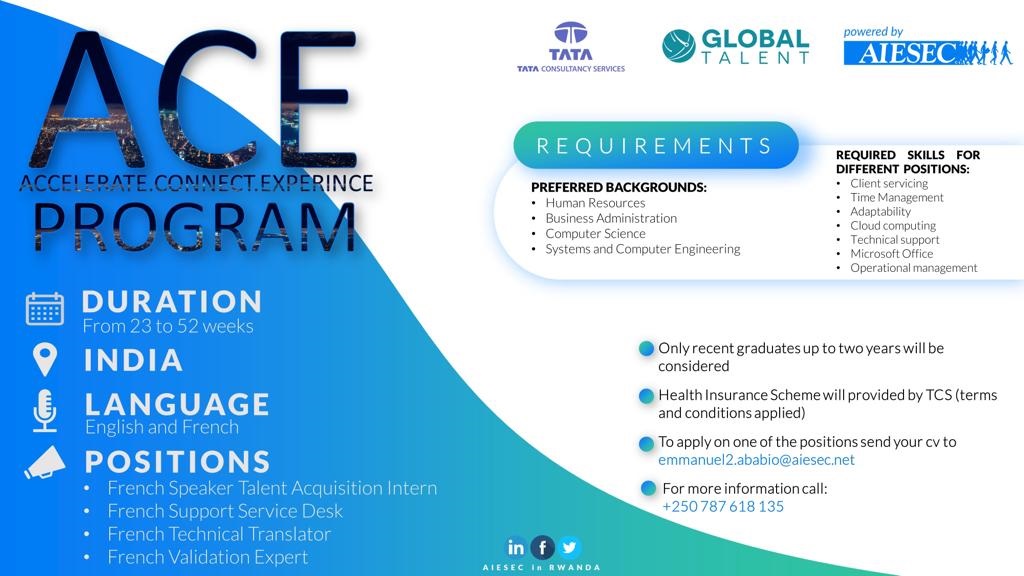 ACE
ACCELERATE.CONNECT.EXPERINCE
PROGRAM
DURATION
From 23 to 52 weeks
INDIA
LANGUAGE
English and French
POSITIONS
• French Speaker Talent Acquisition Intern
• French Support Service Desk
• French Technical Translator
• French Validation Expert
TATA
TATA CONSULTANCY SERVICES
GLOBAL
TALENT
powered by
AIESEC
REQUIREMENTS
PREFERRED BACKGROUNDS:
• Human Resources
• Business Administration
• Computer Science
• Systems and Computer Engineering
REQUIRED SKILLS FOR
DIFFERENT POSITIONS:
• Client servicing
• Time Management
• Adaptability
• Cloud computing
• Technical support
• Microsoft Office
• Operational management
Only recent graduates up to two years will be
considered
Health Insurance Scheme will provided by TCS (terms
and conditions applied)
To apply on one of the positions send your cv to
emmanuel2.ababio@aiesec.net
For more information call:
+250 787 618 135
in f
AIESEC in RWANDA